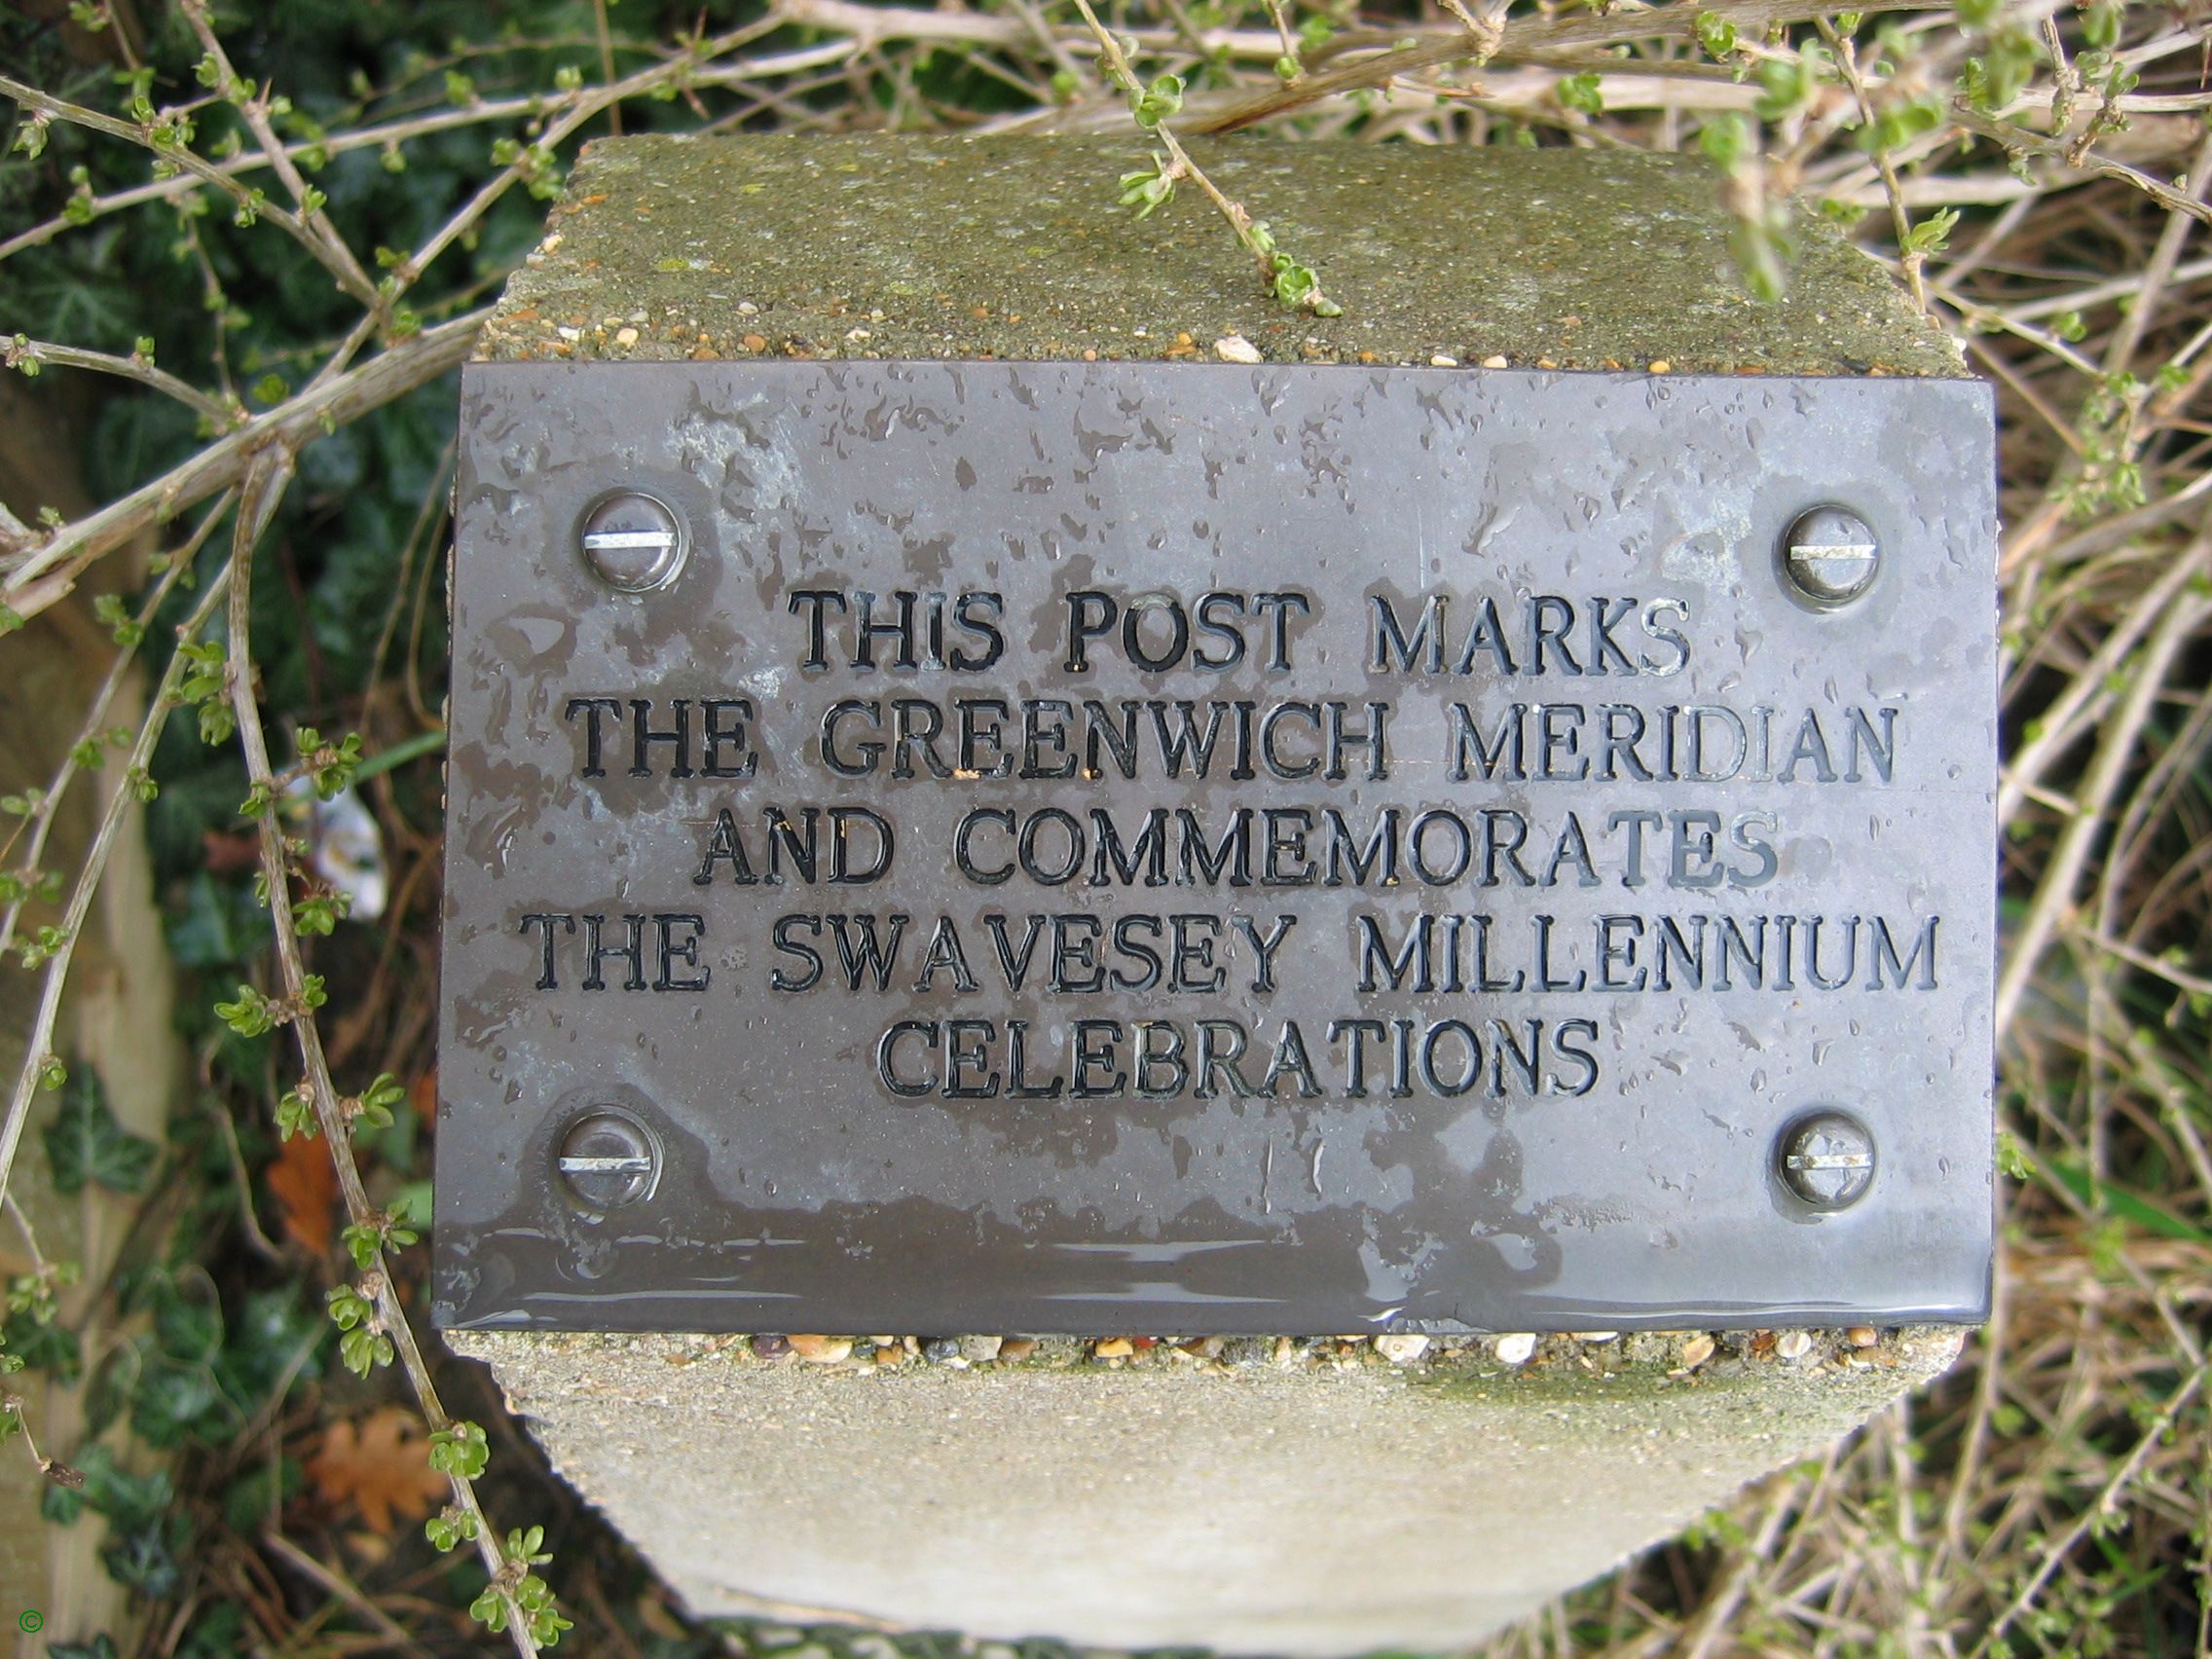 THIS POST MARKS
THE GREENWICH MERIDIAN
AND COMMEMORATES
THE SWAVESEY MILLENNIUM
CELEBRATIONS
©